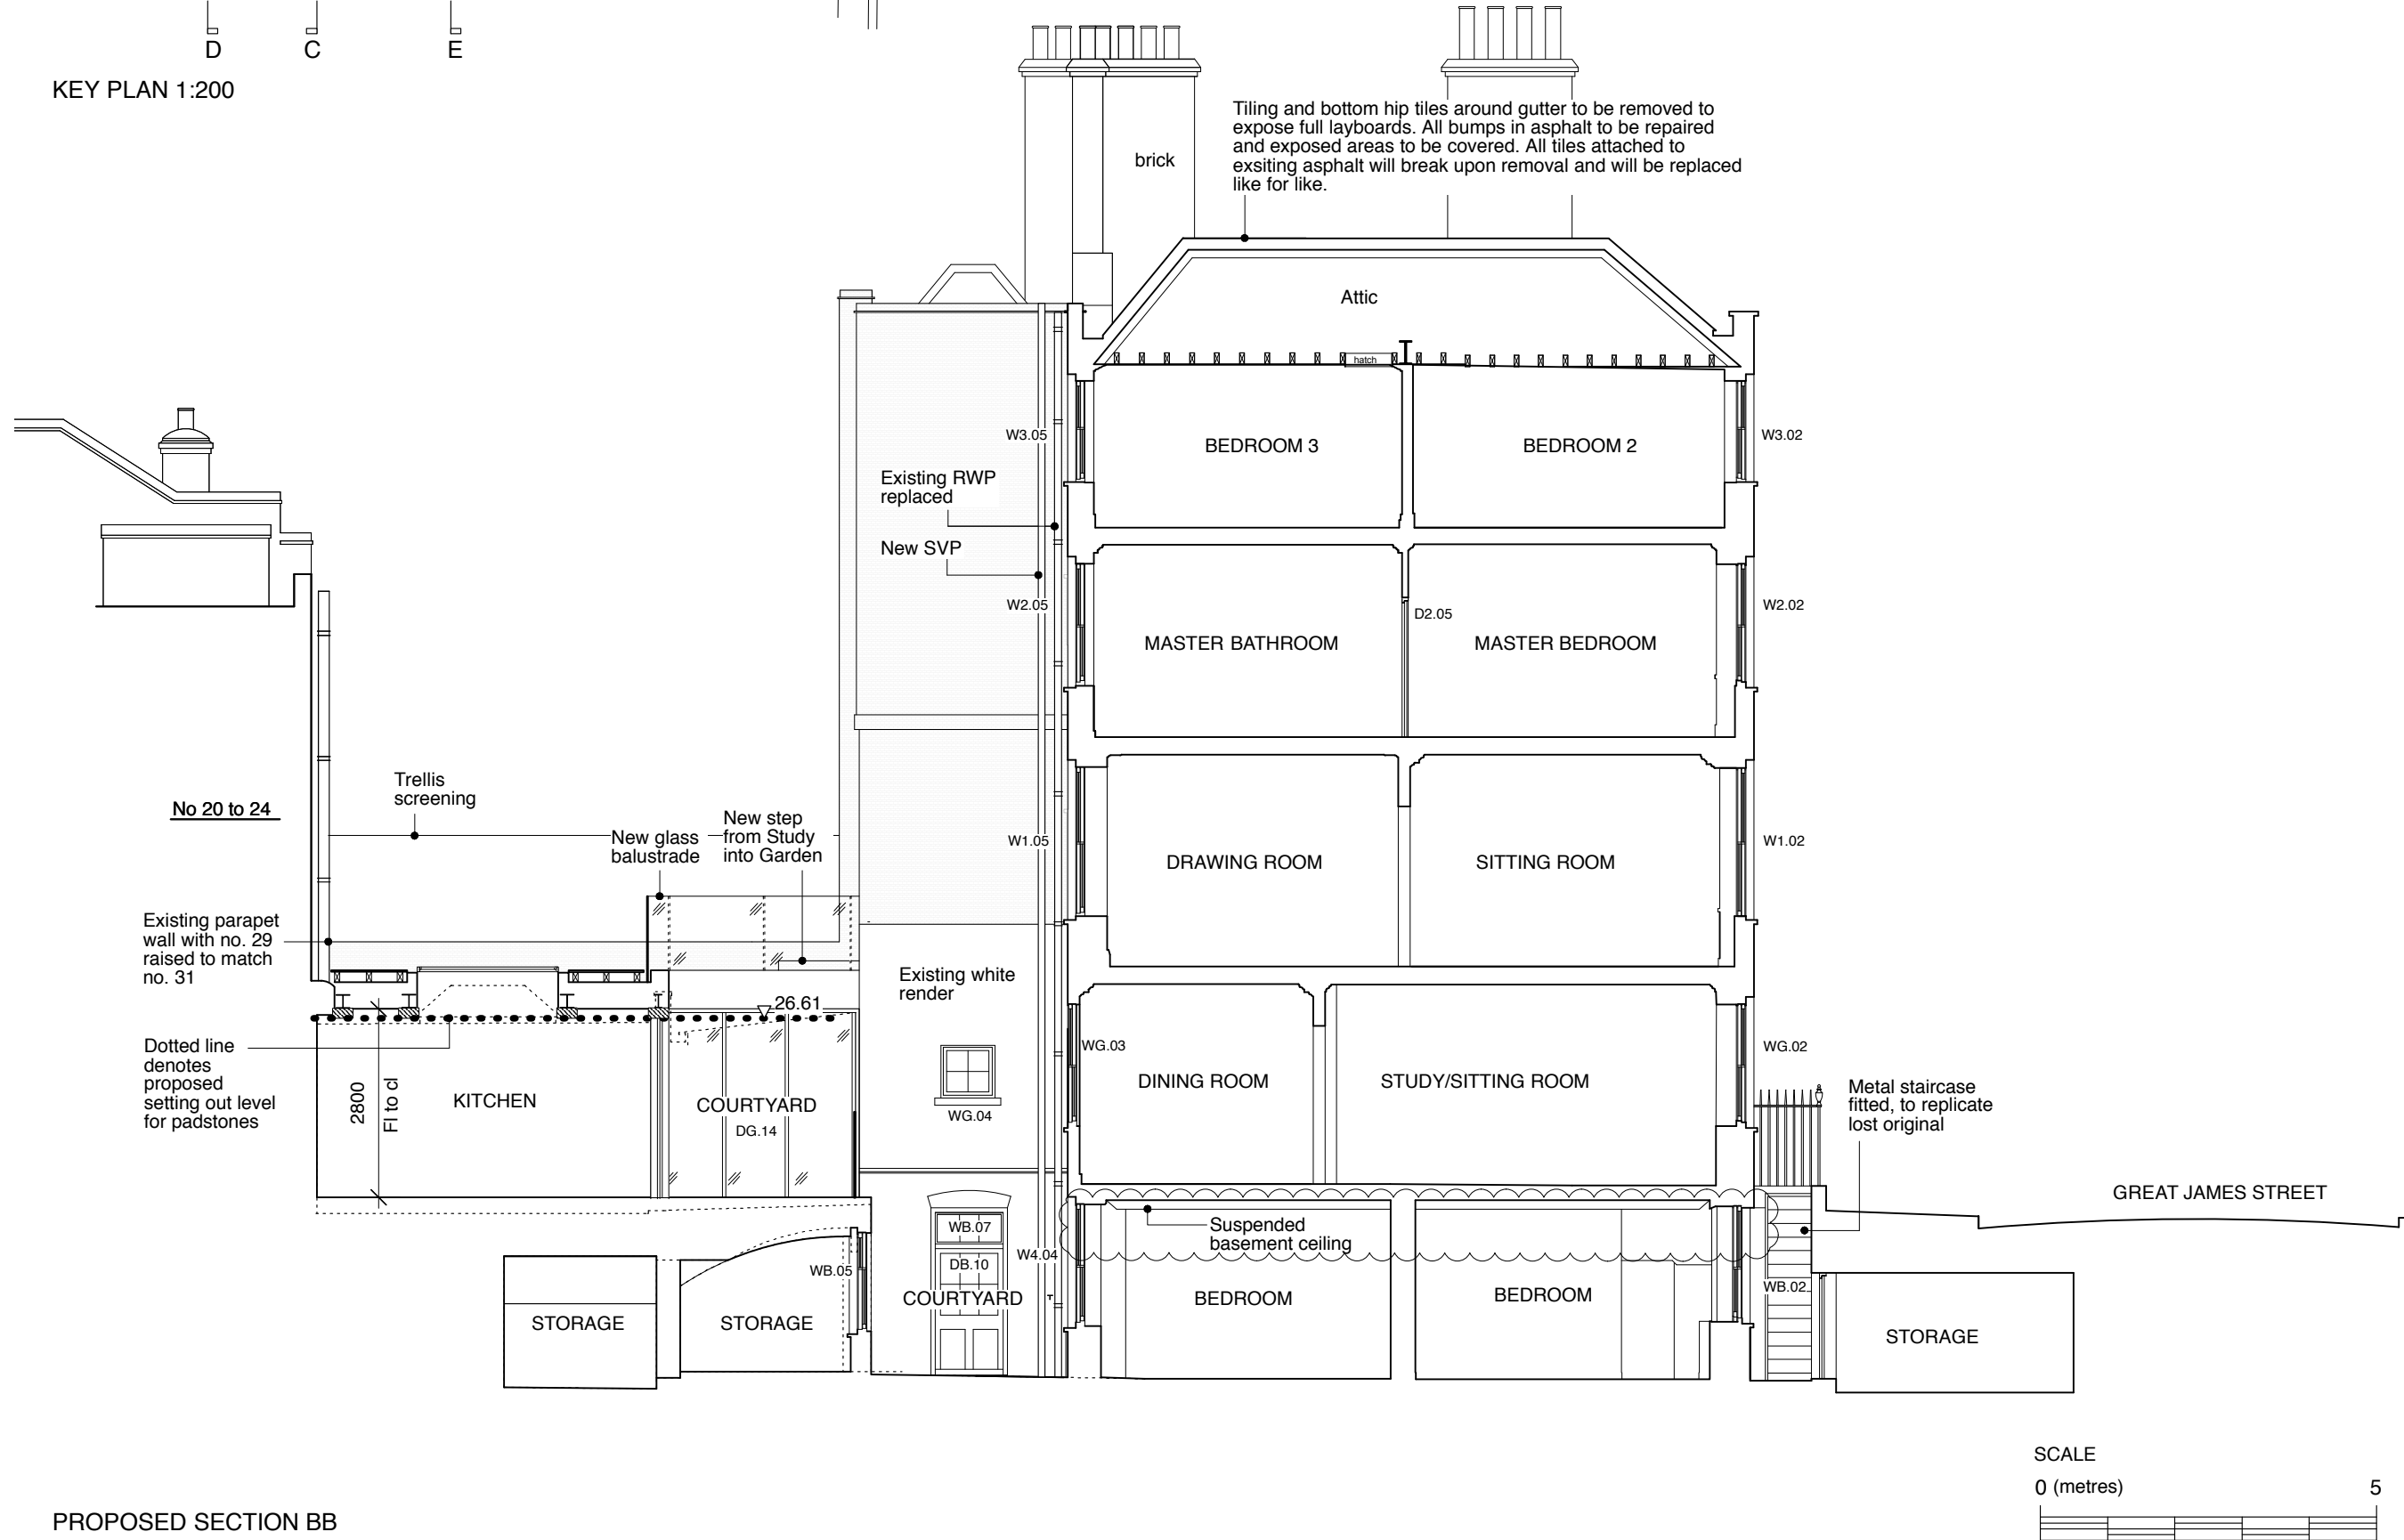 D
C
E
KEY PLAN 1:200
Tiling and bottom hip tiles around gutter to be removed to
expose full layboards. All bumps in asphalt to be repaired
and exposed areas to be covered. All tiles attached to
exsiting asphalt will break upon removal and will be replaced
like for like.
brick
Attic
hatch
W3.05
BEDROOM 3
BEDROOM 2
W3.02
Existing RWP
replaced
New SVP
W2.05
D2.05
W2.02
MASTER BATHROOM
MASTER BEDROOM
Trellis
screening
No 20 to 24
New glass
balustrade
New step
from Study
into Garden
W1.05
W1.02
DRAWING ROOM
SITTING ROOM
Existing parapet
wall with no. 29
raised to match
no. 31
Existing white
render
26.61
Dotted line
denotes
proposed
setting out level
for padstones
2800
Fl to cl
KITCHEN
COURTYARD
DG.14
WG.04
WG.03
DINING ROOM
STUDY/SITTING ROOM
WG.02
Metal staircase
fitted, to replicate
lost original
GREAT JAMES STREET
Suspended
basement ceiling
WB.07
W4.04
WB.05
DB.10
COURTYARD
BEDROOM
BEDROOM
WB.02
STORAGE
STORAGE
STORAGE
SCALE
0 (metres)
5
PROPOSED SECTION BB